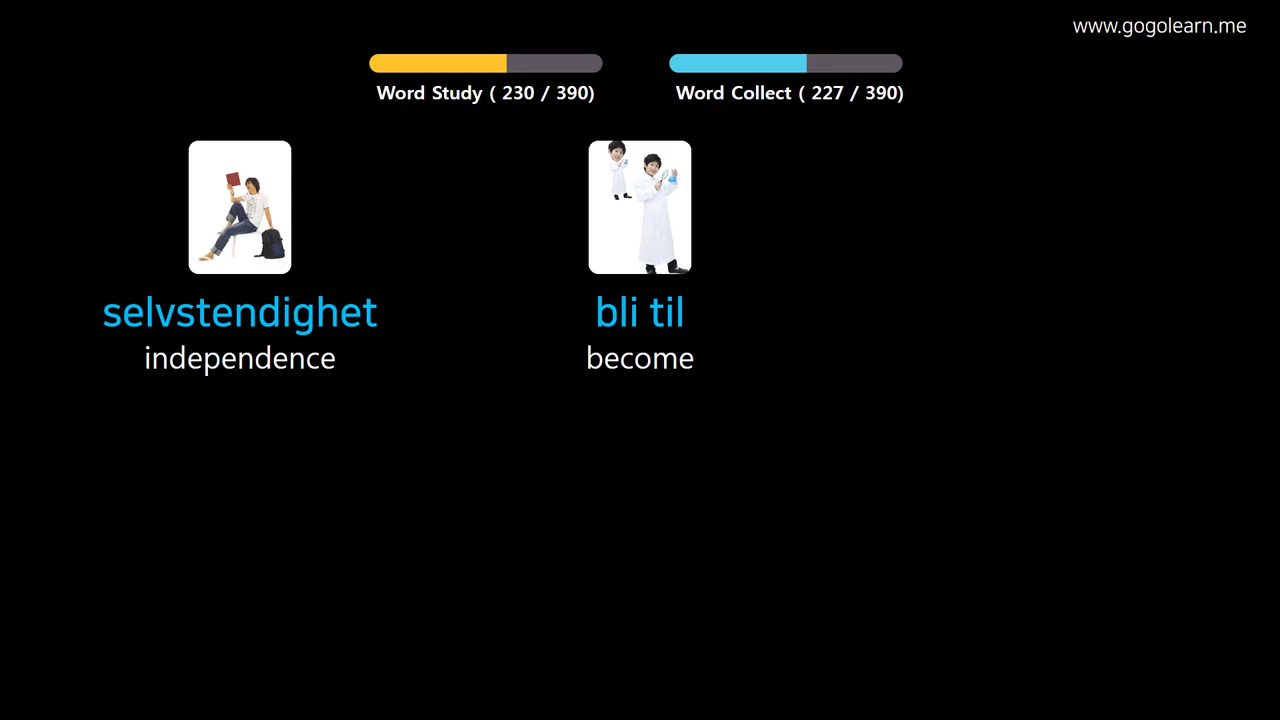 www.gogolearn.me
Word Study ( 230 / 390)
Word Collect ( 227 / 390)
selvstendighet
independence
bli til
become